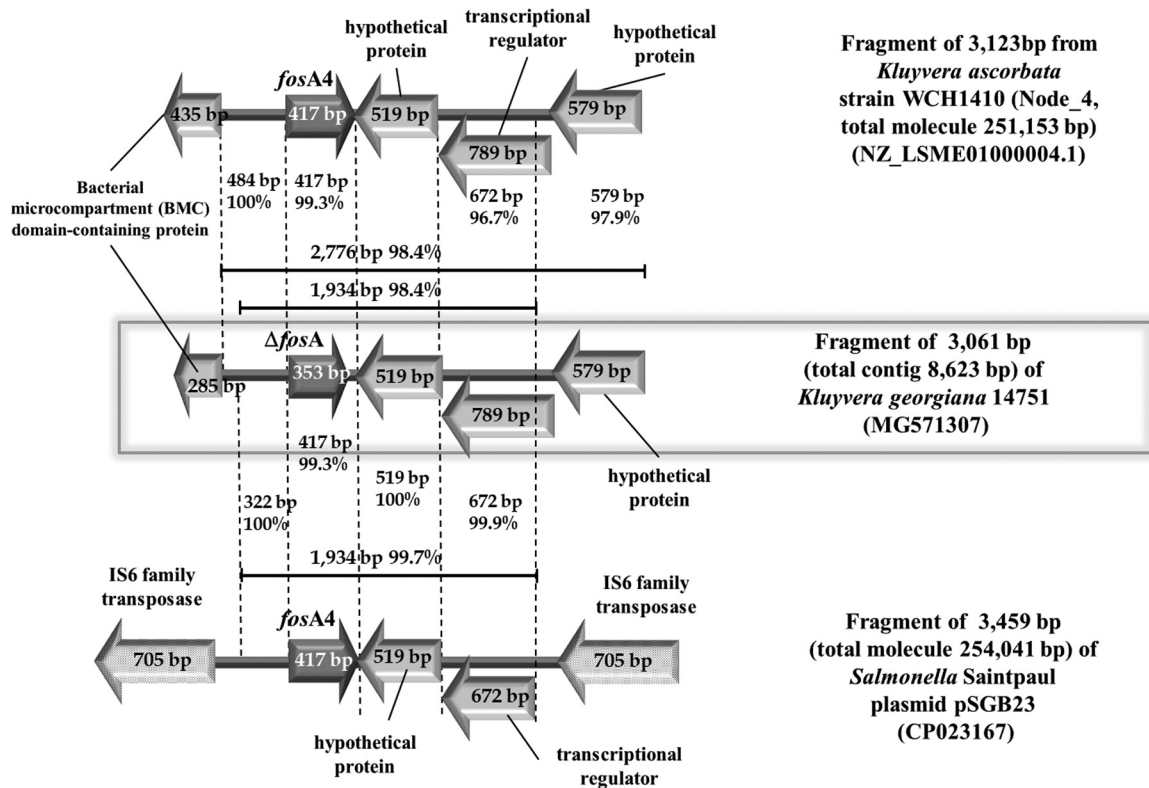 hypothetical
protein
transcriptional
regulator
hypothetical
protein
fosA4
435 bp
417 bp
519 bp
789 bp
579 bp
Fragment of 3,123bp from
Kluyvera ascorbata
strain WCH1410 (Node_4,
total molecule 251,153 bp)
(NZ_LSME01000004.1)
Bacterial
microcompartment (BMC)
domain-containing protein
484 bp
100%
417 bp
99.3%
672 bp
96.7%
579 bp
97.9%
2,776 bp 98.4%
1,934 bp 98.4%
ΔfosA
285 bp
353 bp
519 bp
789 bp
579 bp
hypothetical
protein
Fragment of 3,061 bp
(total contig 8,623 bp) of
Kluyvera georgiana 14751
(MG571307)
417 bp
99.3%
519 bp
100%
322 bp
100%
672 bp
99.9%
1,934 bp 99.7%
IS6 family
transposase
fosA4
IS6 family
transposase
705 bp
417 bp
519 bp
672 bp
705 bp
hypothetical
protein
transcriptional
regulator
Fragment of 3,459 bp
(total molecule 254,041 bp) of
Salmonella Saintpaul
plasmid pSGB23
(CP023167)